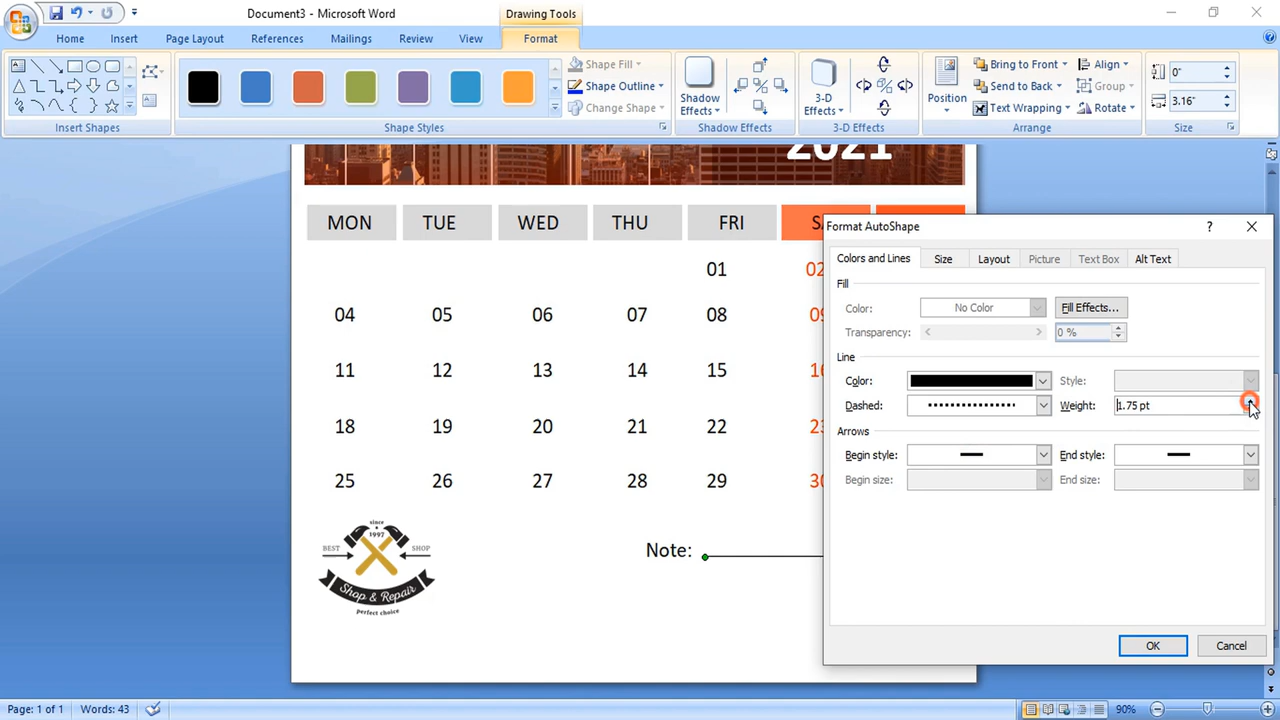 Document3 - Microsoft Word
Drawing Tools
Home
Insert
Page Layout
References
Mailings
Review
View
Format
Shape Fill
Shape Outline
Change Shape
Shadow
Effects
3-D
Effects
Position
Bring to Front
Send to Back
Text Wrapping
Align
Group
Rotate
0"
3.16"
Insert Shapes
Shape Styles
Shadow Effects
3-D Effects
Arrange
Size
2021
MON TUE WED THU FRI
01 02
04 05 06 07 08
11 12 13 14 15
18 19 20 21 22
25 26 27 28 29 30
since
1997
BEST SHOP
Shop & Repair
perfect choice
Note:
Format AutoShape
Colors and Lines
Size
Layout
Picture
Text Box
Alt Text
Fill
Color:
No Color
Fill Effects...
Transparency:
0 %
Line
Color:
Style:
Dashed:
Weight:
1.75 pt
Arrows
Begin style:
End style:
Begin size:
End size:
OK
Cancel
Page: 1 of 1
Words: 43
90%